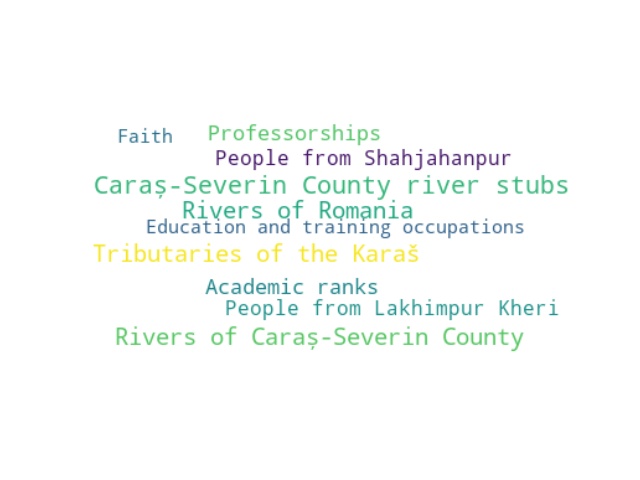 Faith
Professorships
People from Shahjahanpur
Caraș-Severin County river stubs
Rivers of Romania
Education and training occupations
Tributaries of the Karaš
Academic ranks
People from Lakhimpur Kheri
Rivers of Caraș-Severin County